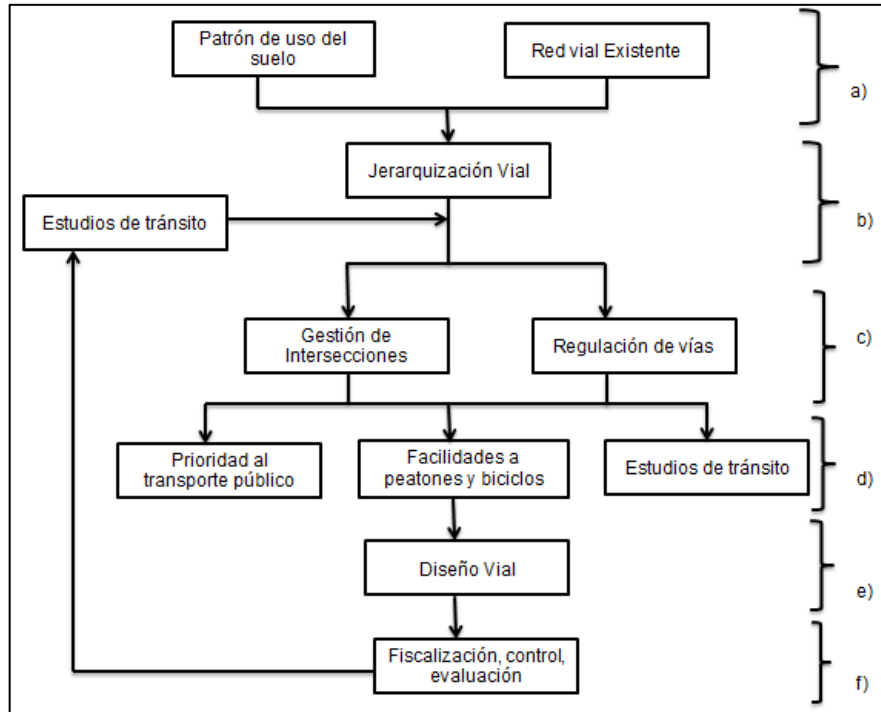 Patrón de uso del
suelo
Red vial Existente
a)
Jerarquización Vial
Estudios de tránsito
b)
Gestión de
Intersecciones
Regulación de vías
c)
Prioridad al
transporte público
Facilidades a
peatones y biciclos
Estudios de tránsito
d)
Diseño Vial
e)
Fiscalización, control,
evaluación
f)